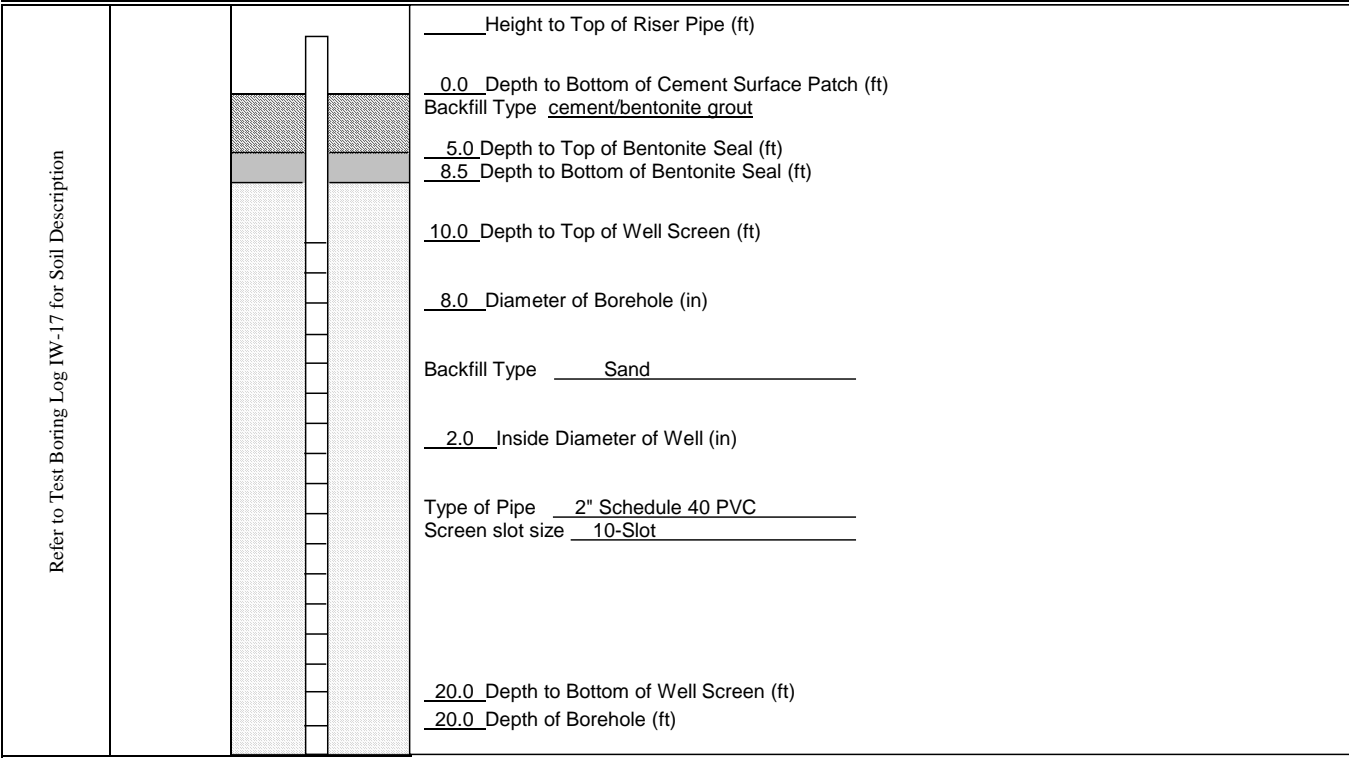 Refer to Test Boring Log IW-17 for Soil Description
Height to Top of Riser Pipe (ft)
0.0 Depth to Bottom of Cement Surface Patch (ft)
Backfill Type cement/bentonite grout
5.0 Depth to Top of Bentonite Seal (ft)
8.5 Depth to Bottom of Bentonite Seal (ft)
10.0 Depth to Top of Well Screen (ft)
8.0 Diameter of Borehole (in)
Backfill Type Sand
2.0 Inside Diameter of Well (in)
Type of Pipe 2" Schedule 40 PVC
Screen slot size 10-Slot
20.0 Depth to Bottom of Well Screen (ft)
20.0 Depth of Borehole (ft)